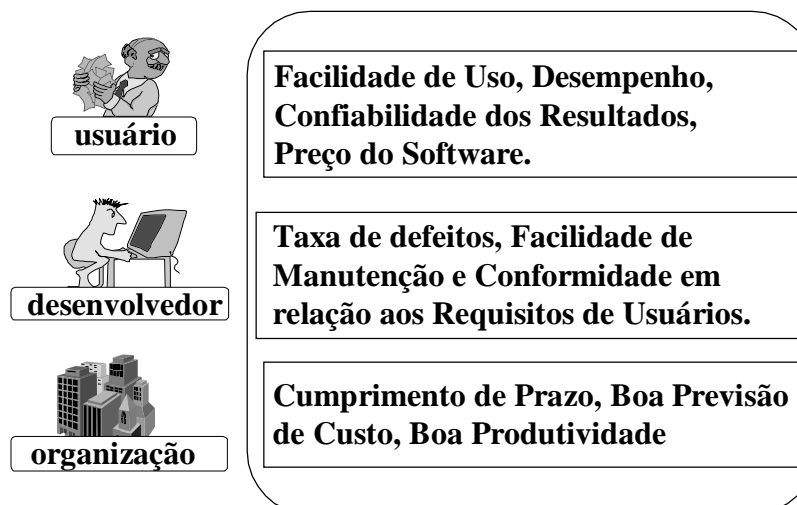 usuário
Facilidade de Uso, Desempenho,
Confiabilidade dos Resultados,
Preço do Software.
desenvolvedor
Taxa de defeitos, Facilidade de
Manutenção e Conformidade em
relação aos Requisitos de Usuários.
organização
Cumprimento de Prazo, Boa Previsão
de Custo, Boa Produtividade